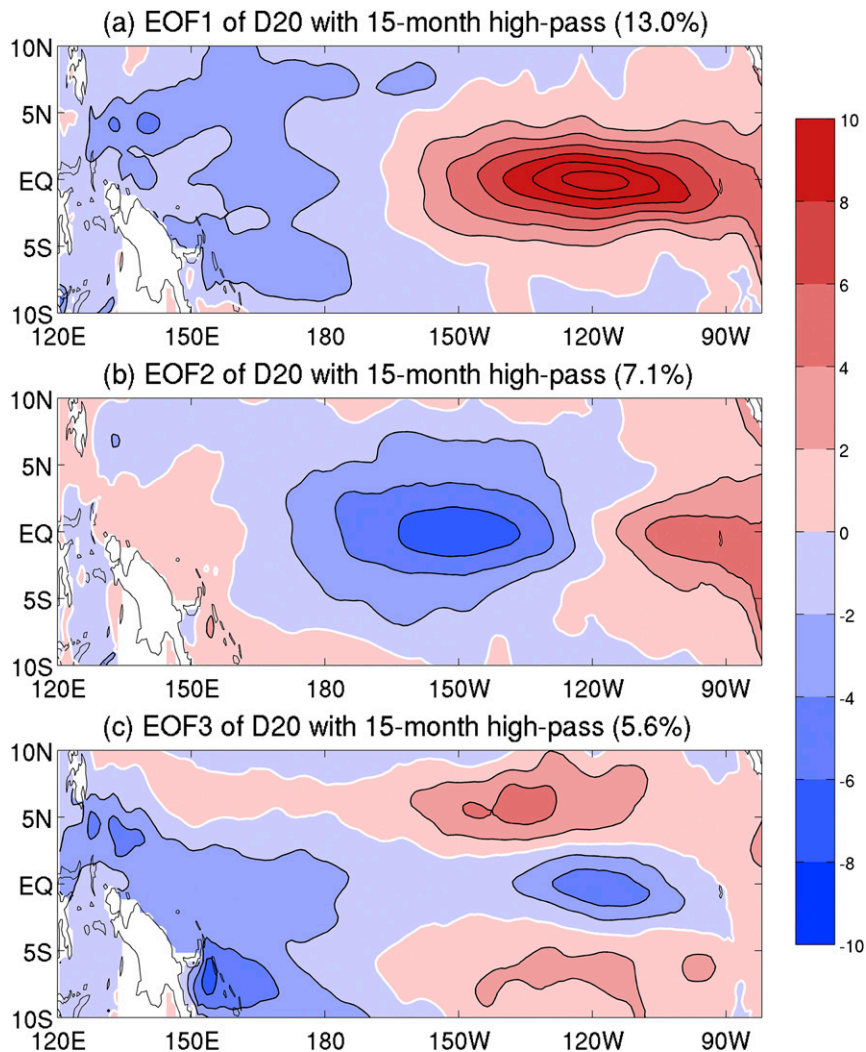 (a) EOF1 of D20 with 15-month high-pass (13.0%)
10N
5N
EQ
5S
10S
120E 150E 180 150W 120W 90W
(b) EOF2 of D20 with 15-month high-pass (7.1%)
10N
5N
EQ
5S
10S
120E 150E 180 150W 120W 90W
(c) EOF3 of D20 with 15-month high-pass (5.6%)
10N
5N
EQ
5S
10S
120E 150E 180 150W 120W 90W
10
8
6
4
2
0
-2
-4
-6
-8
-10